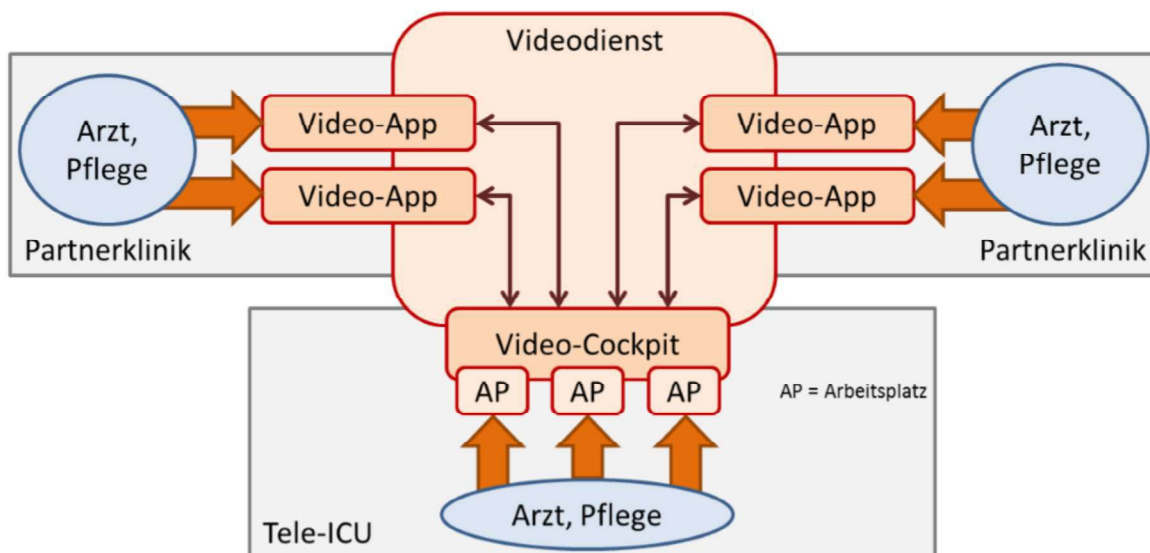 Videodienst
Arzt,
Pflege
Video-App
Video-App
Partnerklinik
Video-App
Video-App
Arzt,
Pflege
Partnerklinik
Video-Cockpit
AP
AP
AP
AP = Arbeitsplatz
Arzt, Pflege
Tele-ICU